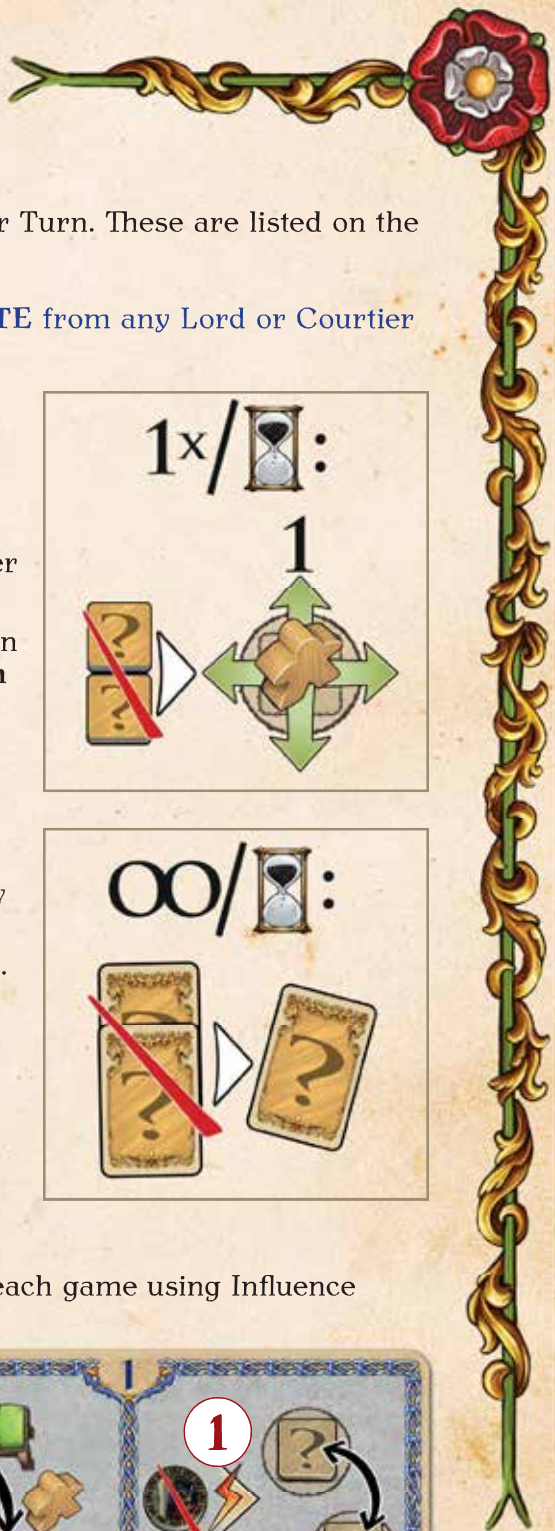 r Turn. These are listed on the
TE from any Lord or Courtier
1x/ :
er
1
n
n
?
?
y
∞/ :
.
?
?
?
each game using Influence
1
1
?